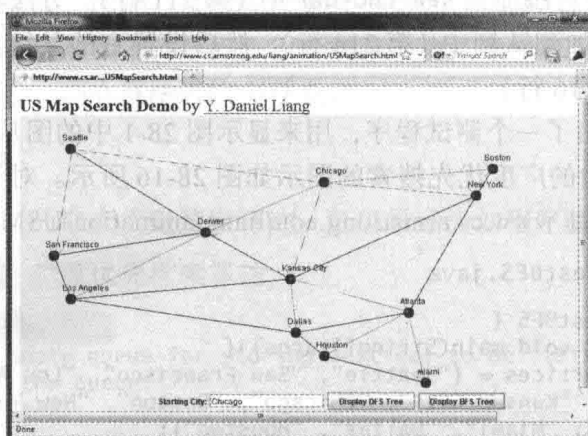 Mozilla Firefox
File Edit View History Bookmarks Tools Help
http://www.cs.armstrong.edu/liang/animation/USMapSearch.html
Yahoo! Search
http://www.cs.ar...USMapSearch.html
US Map Search Demo by Y. Daniel Liang
Seattle
Boston
Chicago
New York
Denver
San Francisco
Kansas City
Los Angeles
Atlanta
Dallas
Houston
Miami
Starting City: Chicago Display DFS Tree Display BFS Tree
Done